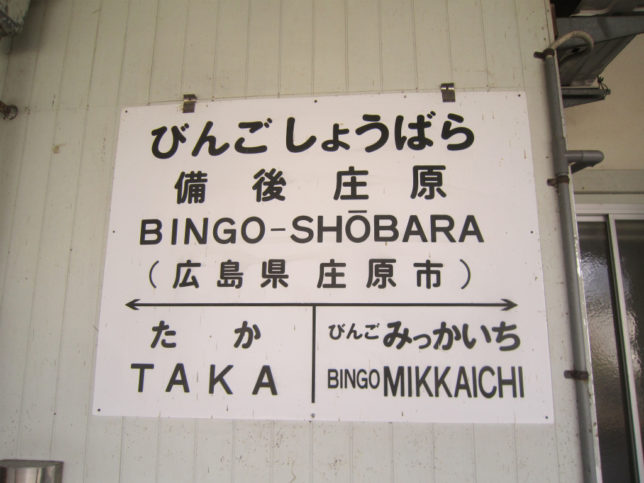 びんごしょうばら
備後庄原
BINGO-SHŌBARA
(広島県 庄原市)
たか
びんごみっかいち
TAKA
BINGO MIKKAICHI